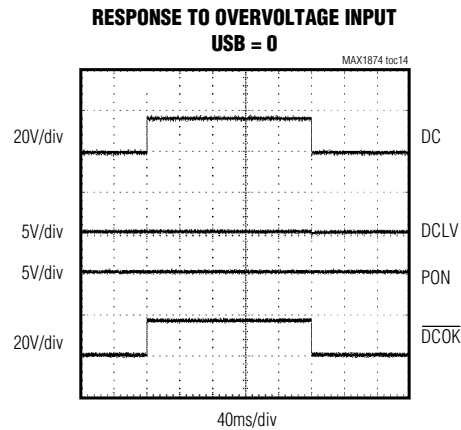 RESPONSE TO OVERVOLTAGE INPUT
USB = 0
MAX1874 toc14
20V/div
DC
5V/div
DCLV
5V/div
PON
20V/div
DCOK
40ms/div